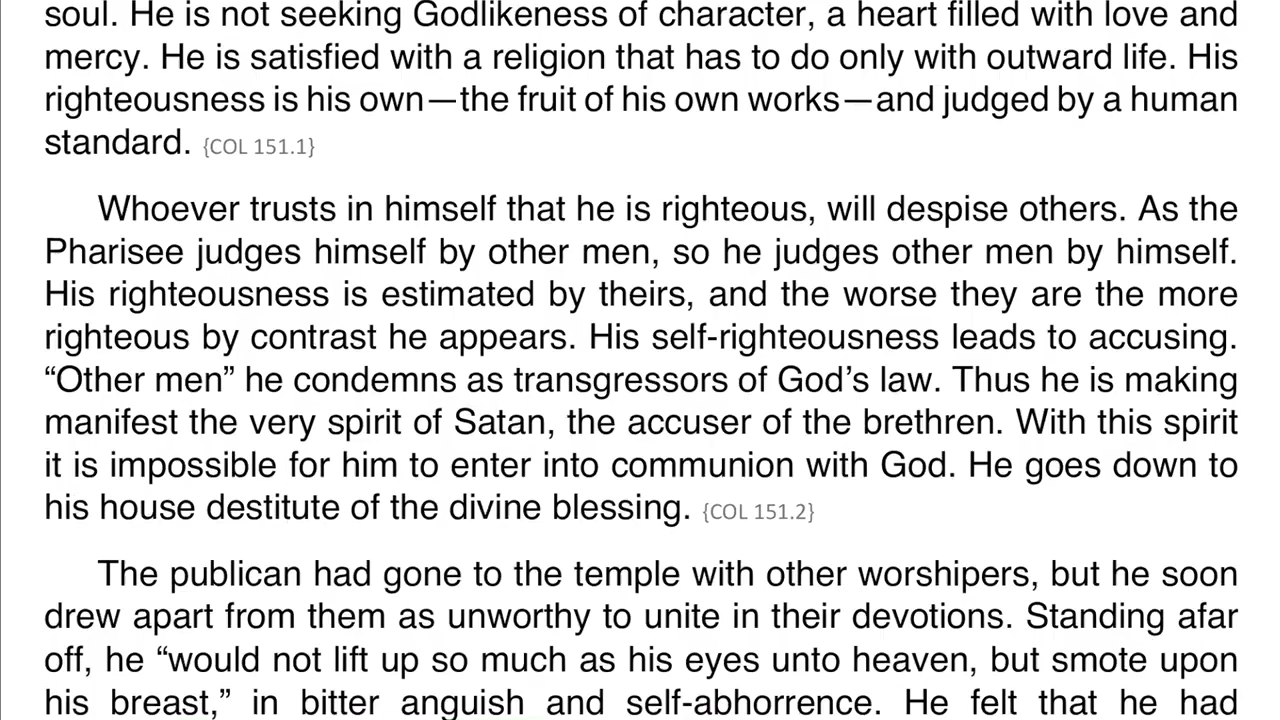 soul. He is not seeking Godlikeness of character, a heart filled with love and
mercy. He is satisfied with a religion that has to do only with outward life. His
righteousness is his own—the fruit of his own works—and judged by a human
standard. {COL 151.1}
Whoever trusts in himself that he is righteous, will despise others. As the
Pharisee judges himself by other men, so he judges other men by himself.
His righteousness is estimated by theirs, and the worse they are the more
righteous by contrast he appears. His self-righteousness leads to accusing.
“Other men” he condemns as transgressors of God’s law. Thus he is making
manifest the very spirit of Satan, the accuser of the brethren. With this spirit
it is impossible for him to enter into communion with God. He goes down to
his house destitute of the divine blessing. {COL 151.2}
The publican had gone to the temple with other worshipers, but he soon
drew apart from them as unworthy to unite in their devotions. Standing afar
off, he “would not lift up so much as his eyes unto heaven, but smote upon
his breast,” in bitter anguish and self-abhorrence. He felt that he had